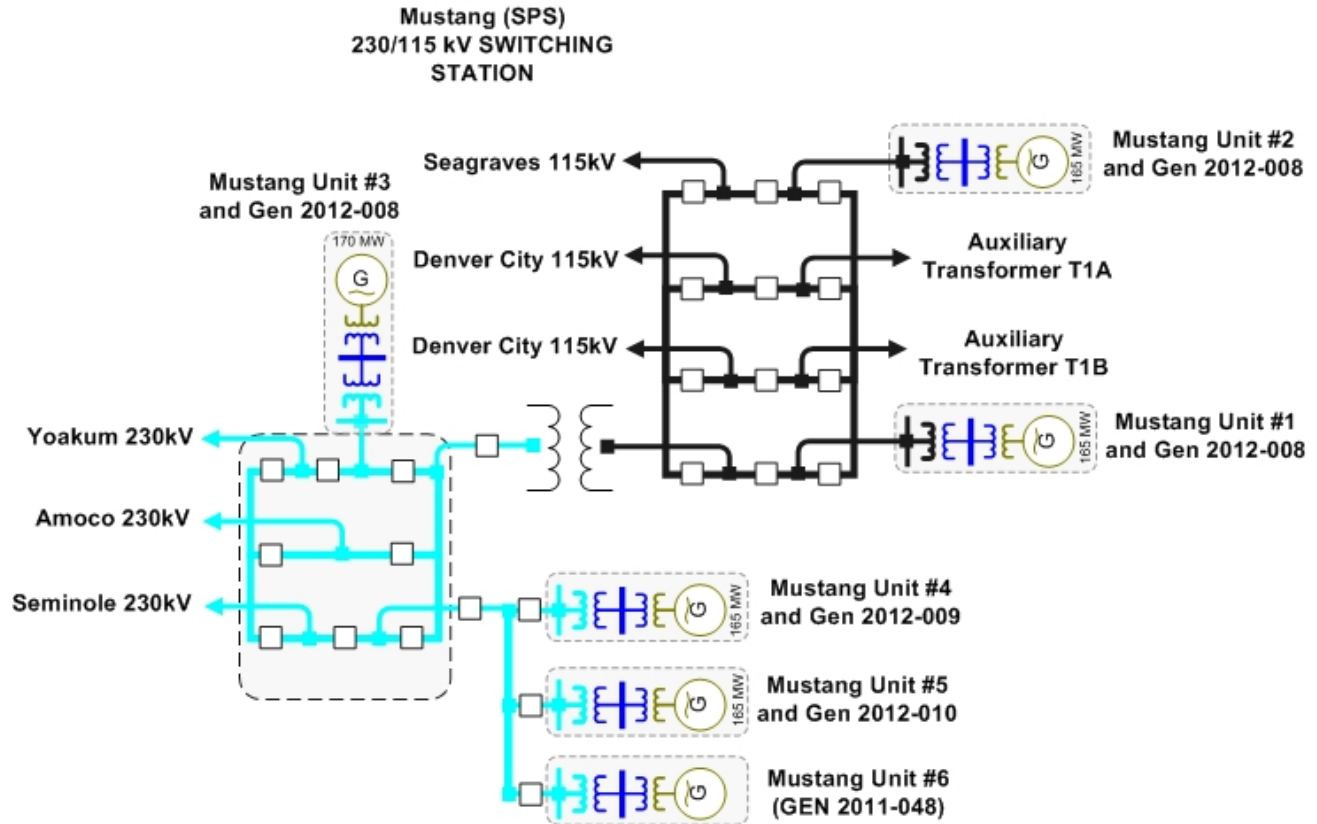 Mustang (SPS)
230/115 kV SWITCHING
STATION
Mustang Unit #2
and Gen 2012-008
165 MW
G
Seagraves 115kV
Mustang Unit #3
and Gen 2012-008
170 MW
G
Denver City 115kV
Auxiliary
Transformer T1A
Denver City 115kV
Auxiliary
Transformer T1B
Mustang Unit #1
and Gen 2012-008
165 MW
G
Yoakum 230kV
Amoco 230kV
Seminole 230kV
Mustang Unit #4
and Gen 2012-009
165 MW
G
Mustang Unit #5
and Gen 2012-010
165 MW
G
Mustang Unit #6
(GEN 2011-048)
G